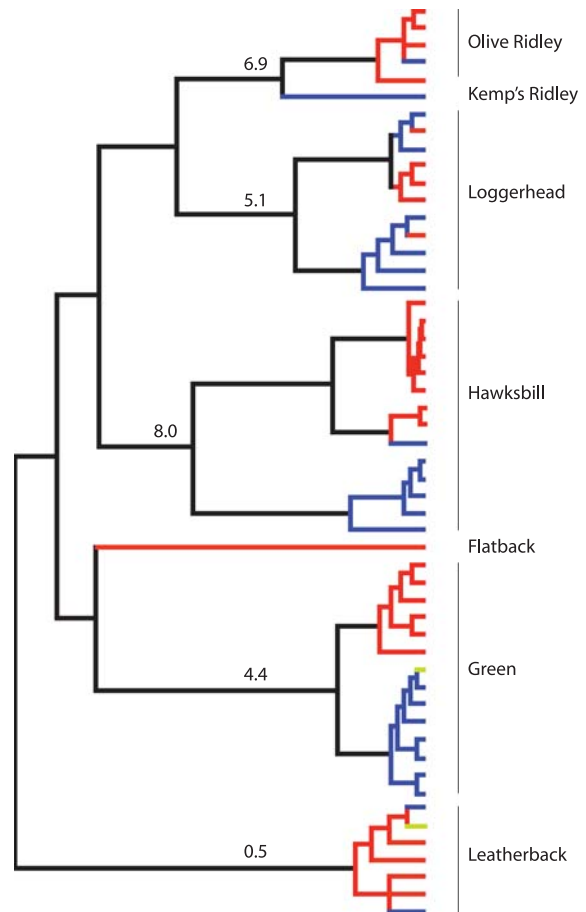 Olive Ridley
6.9
Kemp's Ridley
Loggerhead
5.1
Hawksbill
8.0
Flatback
Green
4.4
0.5
Leatherback